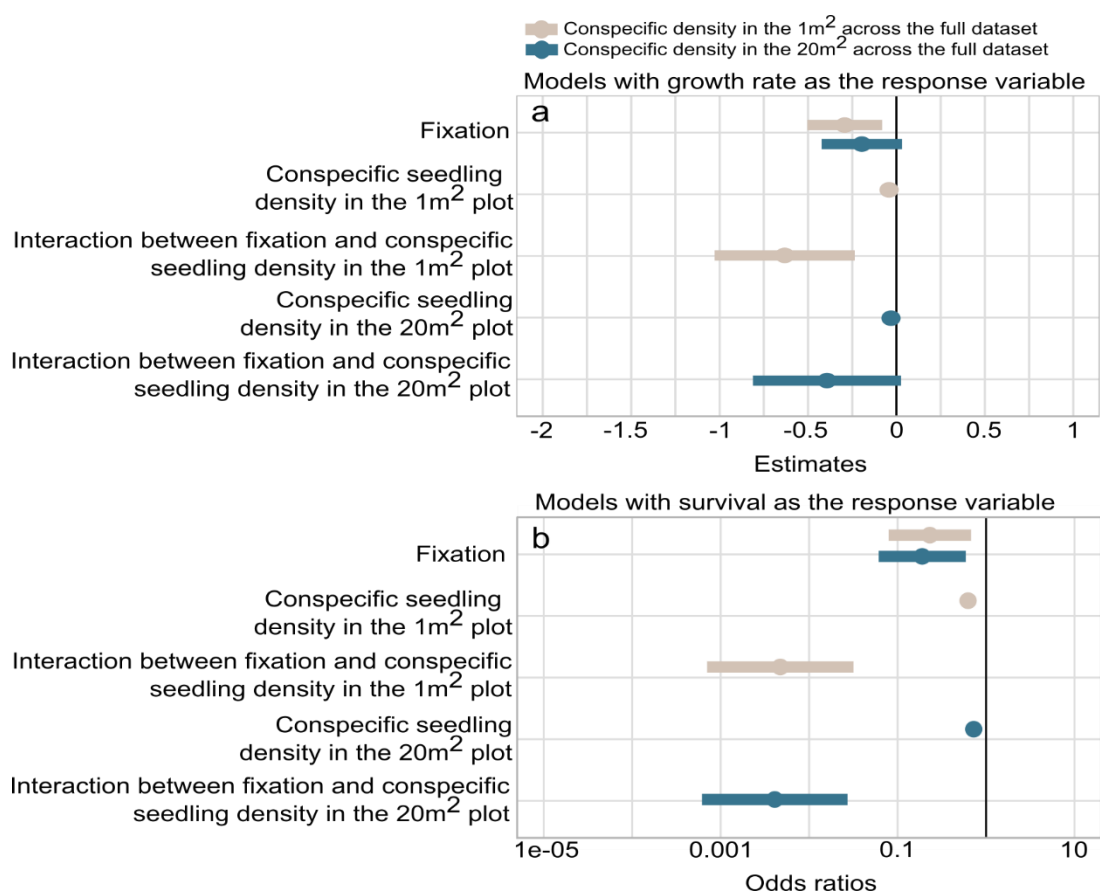 Conspecific density in the 1m² across the full dataset
Conspecific density in the 20m² across the full dataset
Models with growth rate as the response variable
a
Fixation
Conspecific seedling
density in the 1m² plot
Interaction between fixation and conspecific
seedling density in the 1m² plot
Conspecific seedling
density in the 20m² plot
Interaction between fixation and conspecific
seedling density in the 20m² plot
-2 -1.5 -1 -0.5 0 0.5 1
Estimates
Models with survival as the response variable
b
Fixation
Conspecific seedling
density in the 1m² plot
Interaction between fixation and conspecific
seedling density in the 1m² plot
Conspecific seedling
density in the 20m² plot
Interaction between fixation and conspecific
seedling density in the 20m² plot
1e-05 0.001 0.1 10
Odds ratios